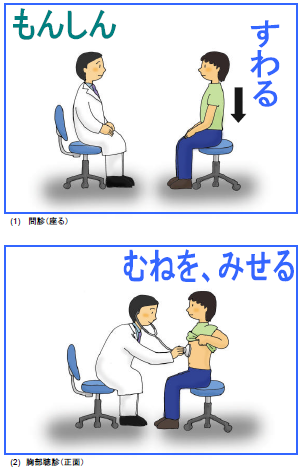 もんしん
すわる
(1) 問診(座る)
むねを、みせる
(2) 胸部聴診(正面)